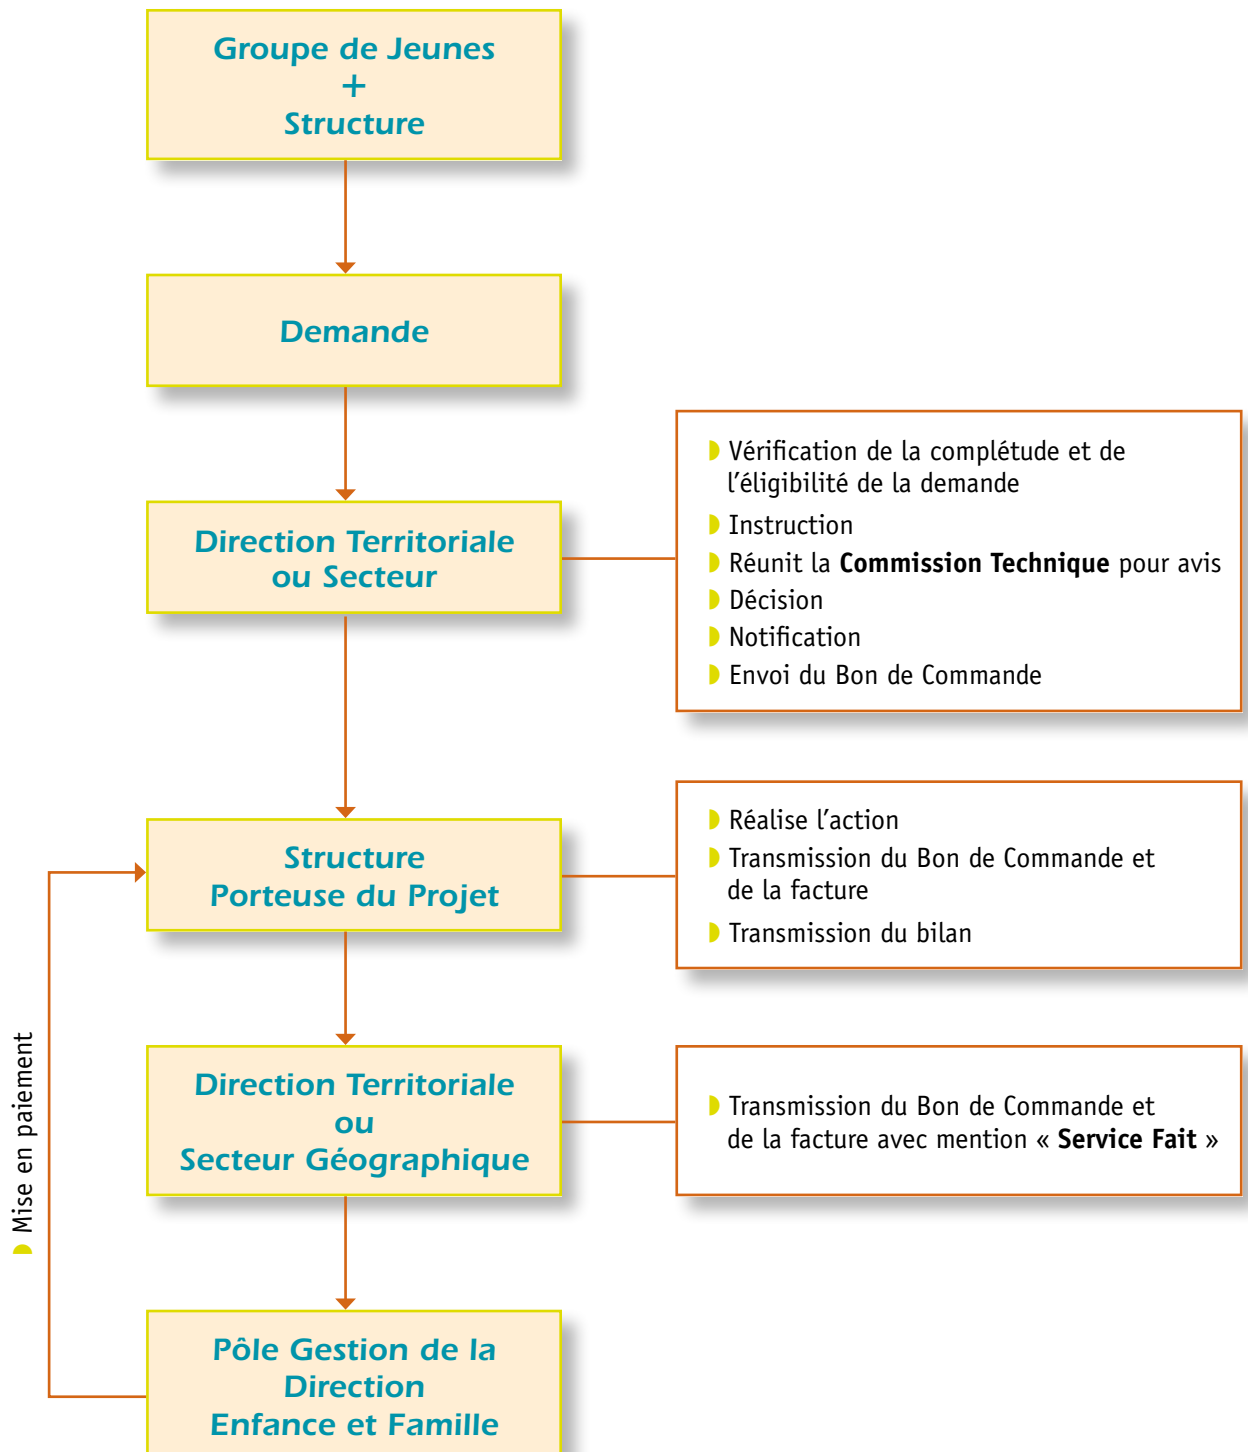 Groupe de Jeunes
+
Structure
Demande
Direction Territoriale
ou Secteur
◗ Vérification de la complétude et de
l’éligibilité de la demande
◗ Instruction
◗ Réunit la Commission Technique pour avis
◗ Décision
◗ Notification
◗ Envoi du Bon de Commande
Structure
Porteuse du Projet
◗ Réalise l’action
◗ Transmission du Bon de Commande et
de la facture
◗ Transmission du bilan
Direction Territoriale
ou
Secteur Géographique
◗ Transmission du Bon de Commande et
de la facture avec mention « Service Fait »
◗ Mise en paiement
Pôle Gestion de la
Direction
Enfance et Famille